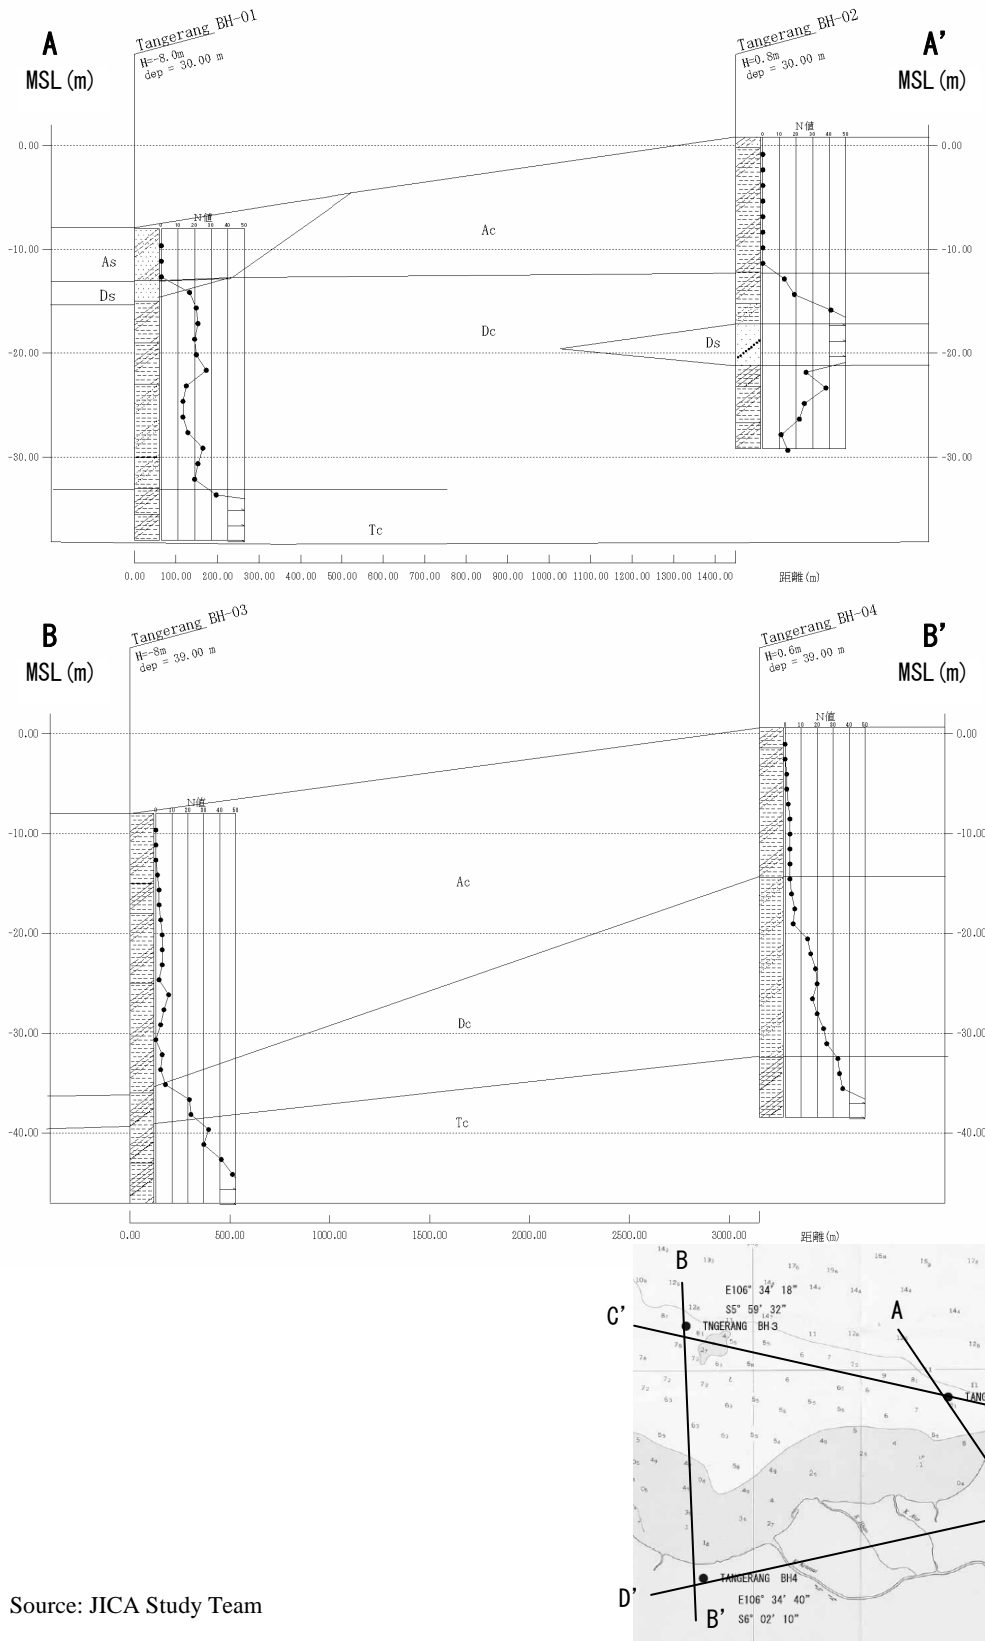 A
MSL(m)
Tangerang BH-01
H=-8.0m
dep = 30.00 m
Tangerang BH-02
H=0.8m
dep = 30.00 m
A'
MSL(m)
N値
0 10 20 30 40 50
0.00
0.00
Ac
N値
0 10 20 30 40 50
-10.00
-10.00
As
Ds
Dc
Ds
-20.00
-20.00
-30.00
-30.00
Tc
0.00 100.00 200.00 300.00 400.00 500.00 600.00 700.00 800.00 900.00 1000.00 1100.00 1200.00 1300.00 1400.00 距離(m)
B
MSL(m)
Tangerang BH-03
H=-8m
dep = 39.00 m
Tangerang BH-04
H=0.6m
dep = 39.00 m
B'
MSL(m)
N値
0 10 20 30 40 50
0.00
0.00
N値
0 10 20 30 40 50
-10.00
-10.00
Ac
-20.00
-20.00
Dc
-30.00
-30.00
Tc
-40.00
-40.00
0.00 500.00 1000.00 1500.00 2000.00 2500.00 3000.00 距離(m)
B
E106° 34' 18"
S5° 59' 32"
C'
TNGERANG BH3
A
TANG
D'
TANGERANG BH4
E106° 34' 40"
B'
S6° 02' 10"
Source: JICA Study Team